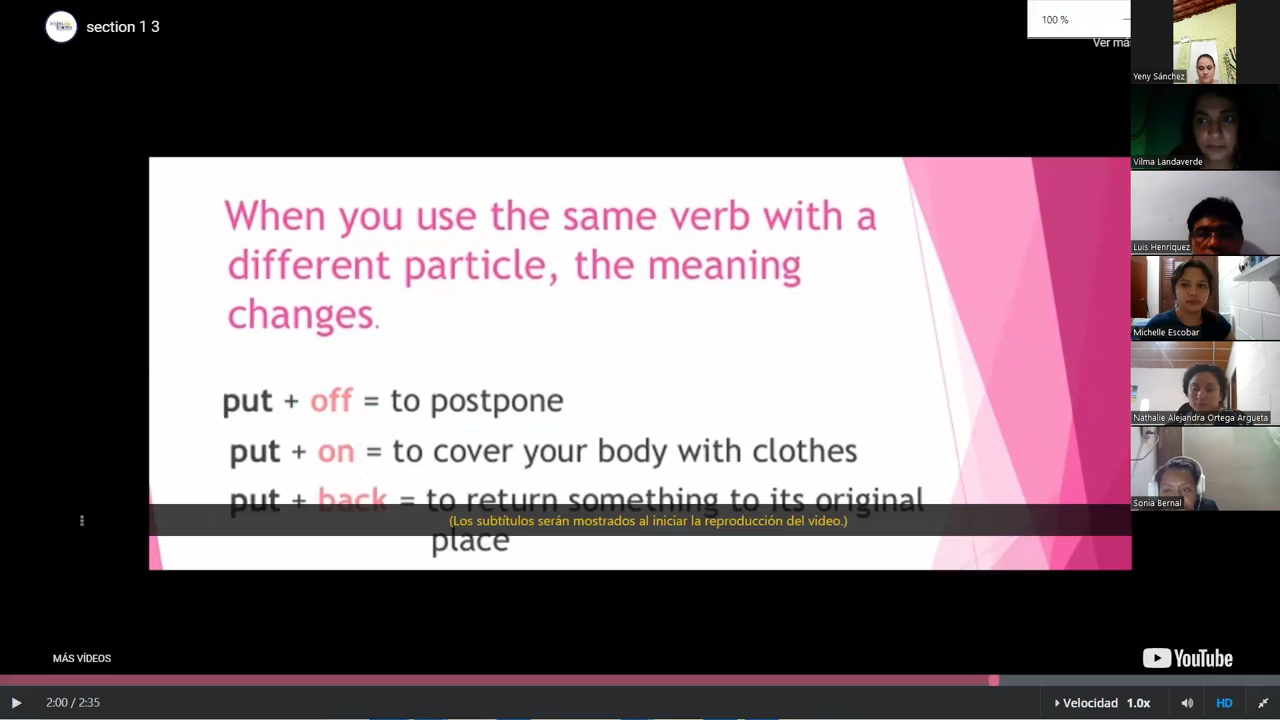 section 1 3
100 %
Ver más
Yeny Sánchez
Vilma Landaverde
Luis Henriquez
Michelle Escobar
Nathalie Alejandra Ortega Argueta
Sonia Bernal
When you use the same verb with a
different particle, the meaning
changes.
put + off = to postpone
put + on = to cover your body with clothes
put + back = to return something to its original
(Los subtítulos serán mostrados al iniciar la reproducción del video.)
place
MÁS VÍDEOS
YouTube
2:00 / 2:35
Velocidad 1.0x
HD